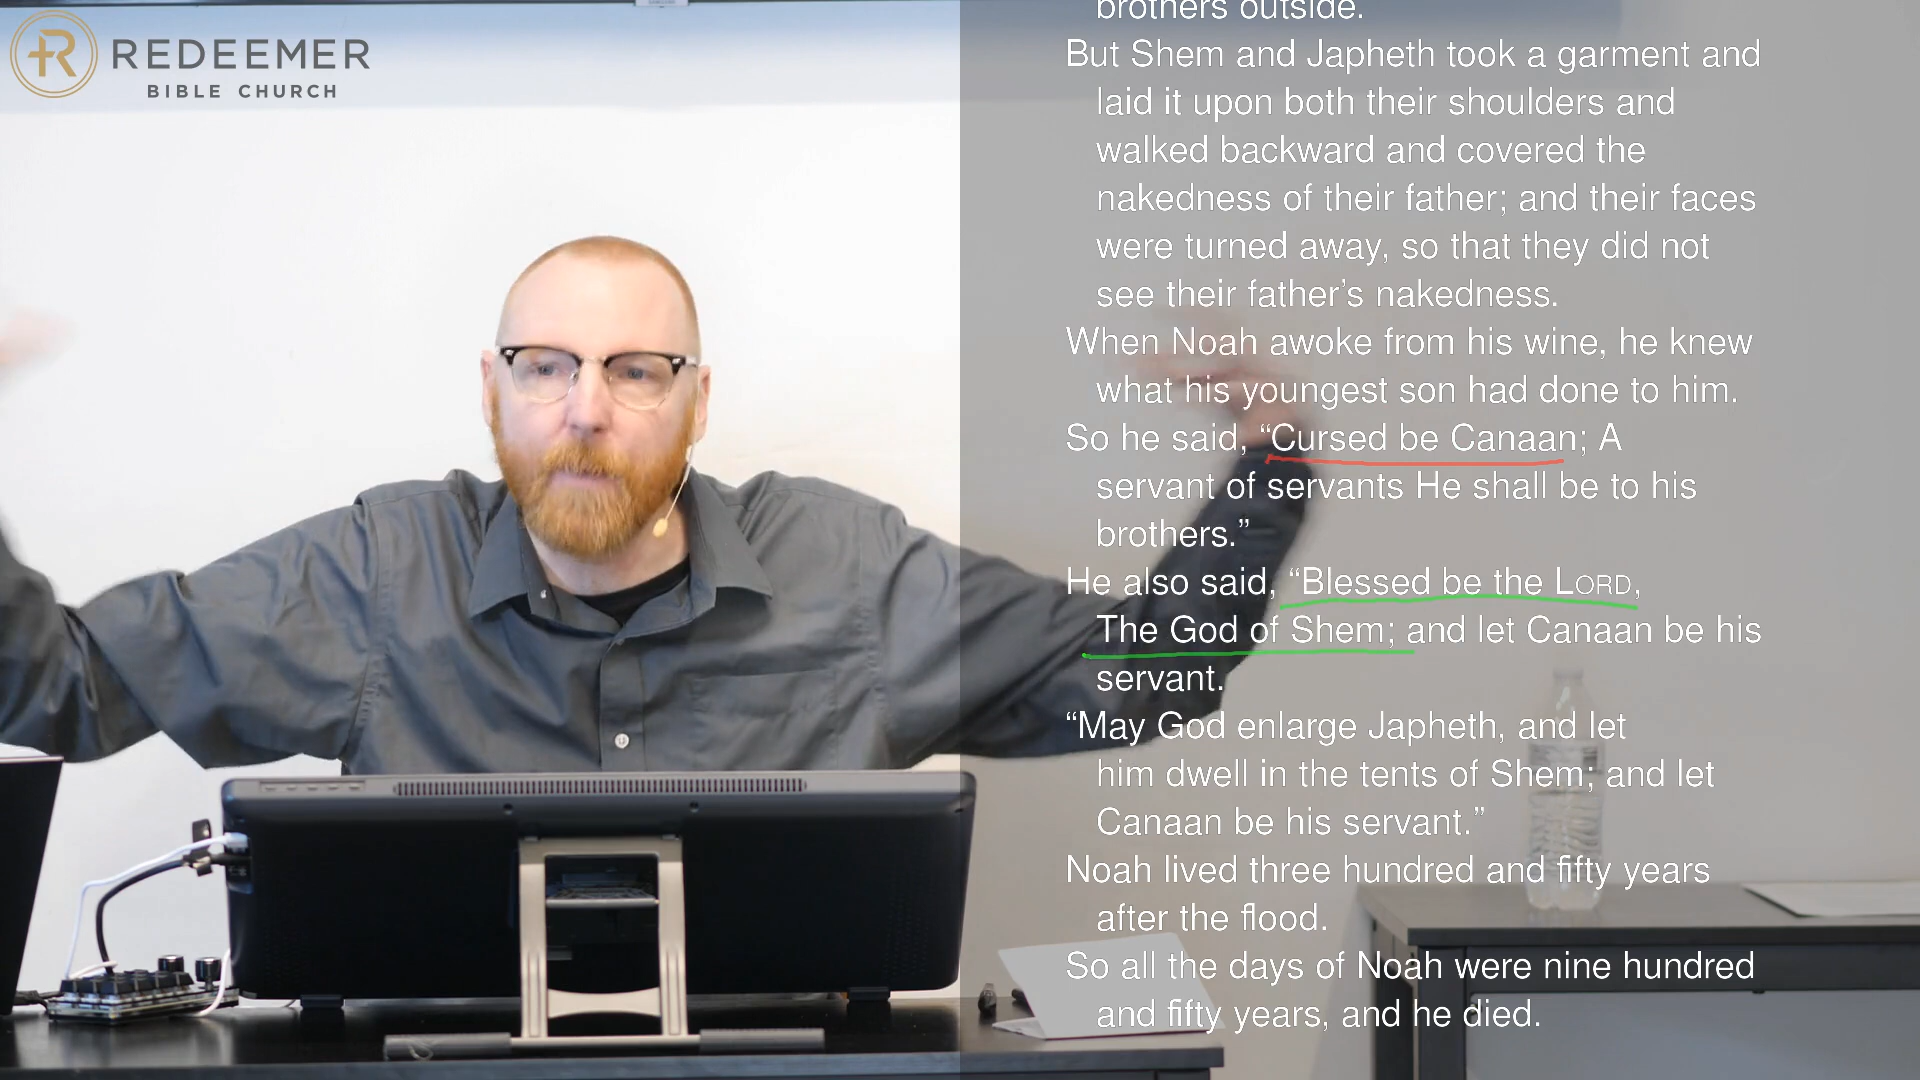 REDEEMER
BIBLE CHURCH
brothers outside.
But Shem and Japheth took a garment and
laid it upon both their shoulders and
walked backward and covered the
nakedness of their father; and their faces
were turned away, so that they did not
see their father’s nakedness.
When Noah awoke from his wine, he knew
what his youngest son had done to him.
So he said, “Cursed be Canaan; A
servant of servants He shall be to his
brothers.”
He also said, “Blessed be the LORD,
The God of Shem; and let Canaan be his
servant.
“May God enlarge Japheth, and let
him dwell in the tents of Shem; and let
Canaan be his servant.”
Noah lived three hundred and fifty years
after the flood.
So all the days of Noah were nine hundred
and fifty years, and he died.